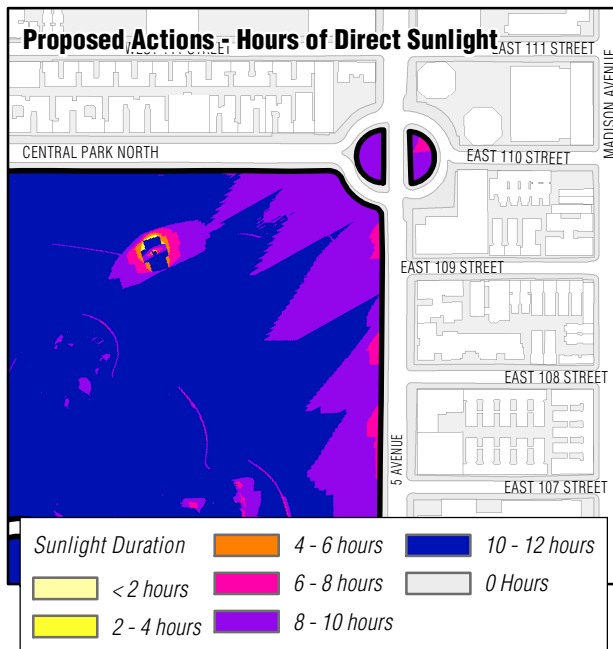 Proposed Actions - Hours of Direct Sunlight
EAST 111 STREET
MADISON AVENUE
CENTRAL PARK NORTH
EAST 110 STREET
EAST 109 STREET
EAST 108 STREET
5 AVENUE
EAST 107 STREET
Sunlight Duration
< 2 hours
2 - 4 hours
4 - 6 hours
6 - 8 hours
8 - 10 hours
10 - 12 hours
0 Hours